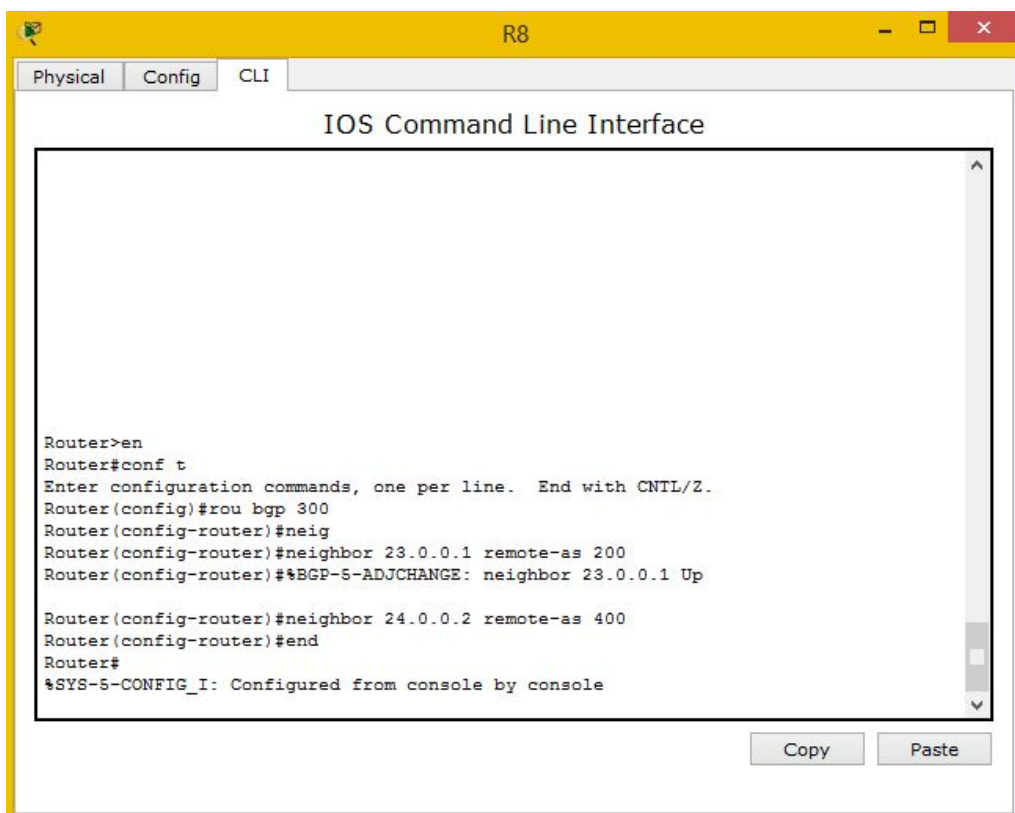 R8
Physical Config CLI
IOS Command Line Interface
Router>en
Router#conf t
Enter configuration commands, one per line.  End with CNTL/Z.
Router(config)#rou bgp 300
Router(config-router)#neig
Router(config-router)#neighbor 23.0.0.1 remote-as 200
Router(config-router)#%BGP-5-ADJCHANGE: neighbor 23.0.0.1 Up
Router(config-router)#neighbor 24.0.0.2 remote-as 400
Router(config-router)#end
Router#
%SYS-5-CONFIG_I: Configured from console by console
Copy Paste